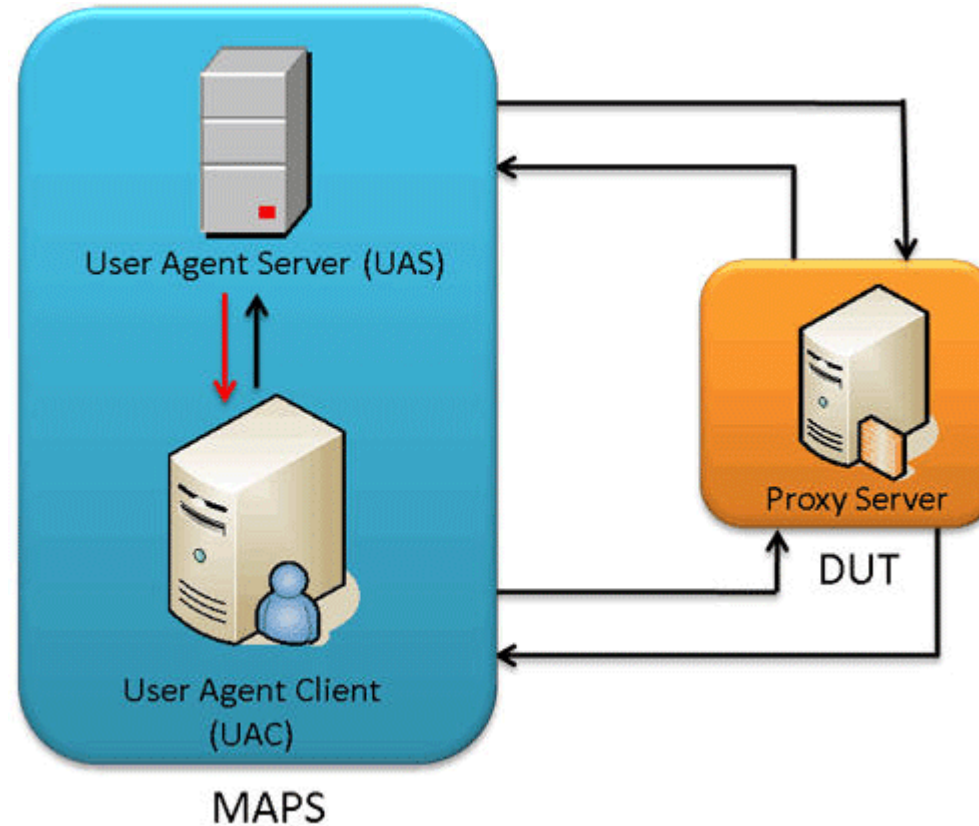 User Agent Server (UAS)
User Agent Client
(UAC)
MAPS
Proxy Server
DUT